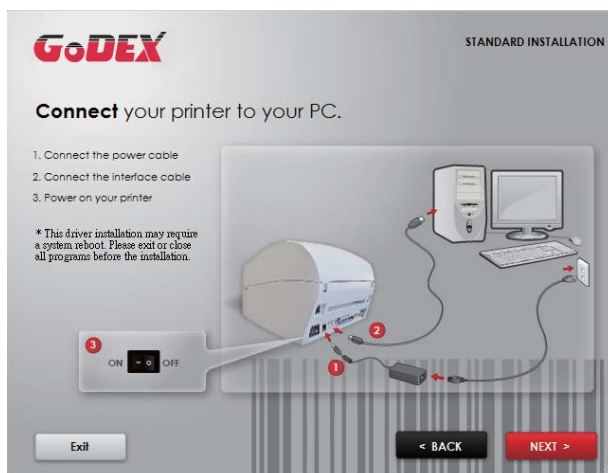 GoDEX
STANDARD INSTALLATION
Connect your printer to your PC.
1. Connect the power cable
2. Connect the interface cable
3. Power on your printer
* This driver installation may require
a system reboot. Please exit or close
all programs before the installation.
3
ON - o OFF
2
1
Exit
< BACK
NEXT >